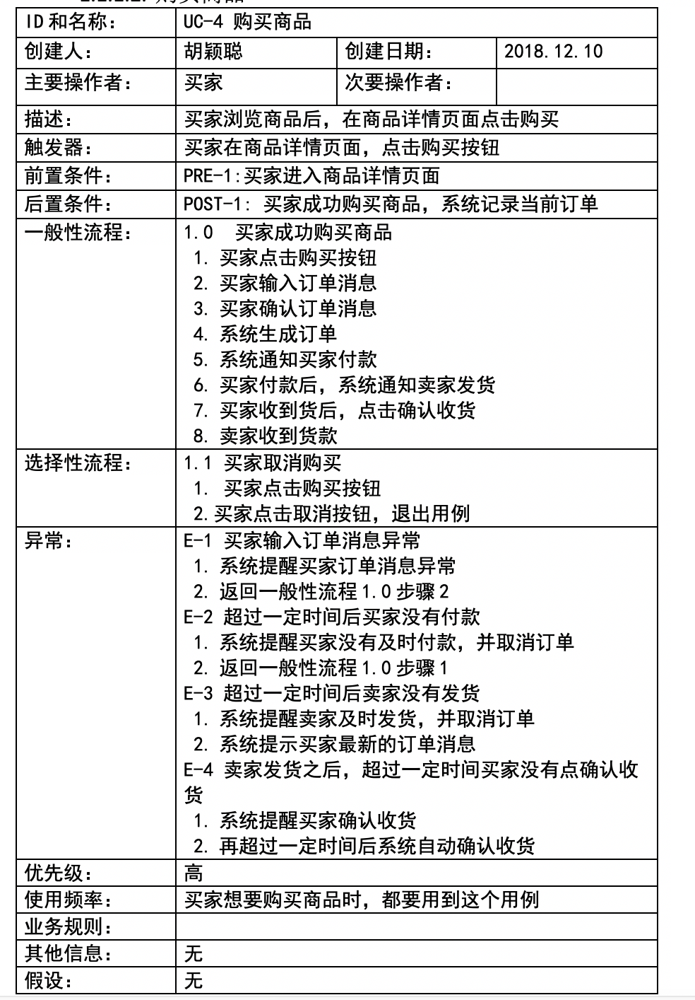 ID和名称： UC-4 购买商品
创建人： 胡颖聪 创建日期： 2018.12.10
主要操作者： 买家 次要操作者：
描述： 买家浏览商品后，在商品详情页面点击购买
触发器： 买家在商品详情页面，点击购买按钮
前置条件： PRE-1:买家进入商品详情页面
后置条件： POST-1: 买家成功购买商品，系统记录当前订单
一般性流程： 1.0 买家成功购买商品
1. 买家点击购买按钮
2. 买家输入订单消息
3. 买家确认订单消息
4. 系统生成订单
5. 系统通知买家付款
6. 买家付款后，系统通知卖家发货
7. 买家收到货后，点击确认收货
8. 卖家收到货款
选择性流程： 1.1 买家取消购买
1. 买家点击购买按钮
2.买家点击取消按钮，退出用例
异常： E-1 买家输入订单消息异常
1. 系统提醒买家订单消息异常
2. 返回一般性流程1.0步骤2
E-2 超过一定时间后买家没有付款
1. 系统提醒买家没有及时付款，并取消订单
2. 返回一般性流程1.0步骤1
E-3 超过一定时间后卖家没有发货
1. 系统提醒卖家及时发货，并取消订单
2. 系统提示买家最新的订单消息
E-4 卖家发货之后，超过一定时间买家没有点确认收
货
1. 系统提醒买家确认收货
2. 再超过一定时间后系统自动确认收货
优先级： 高
使用频率： 买家想要购买商品时，都要用到这个用例
业务规则：
其他信息： 无
假设： 无